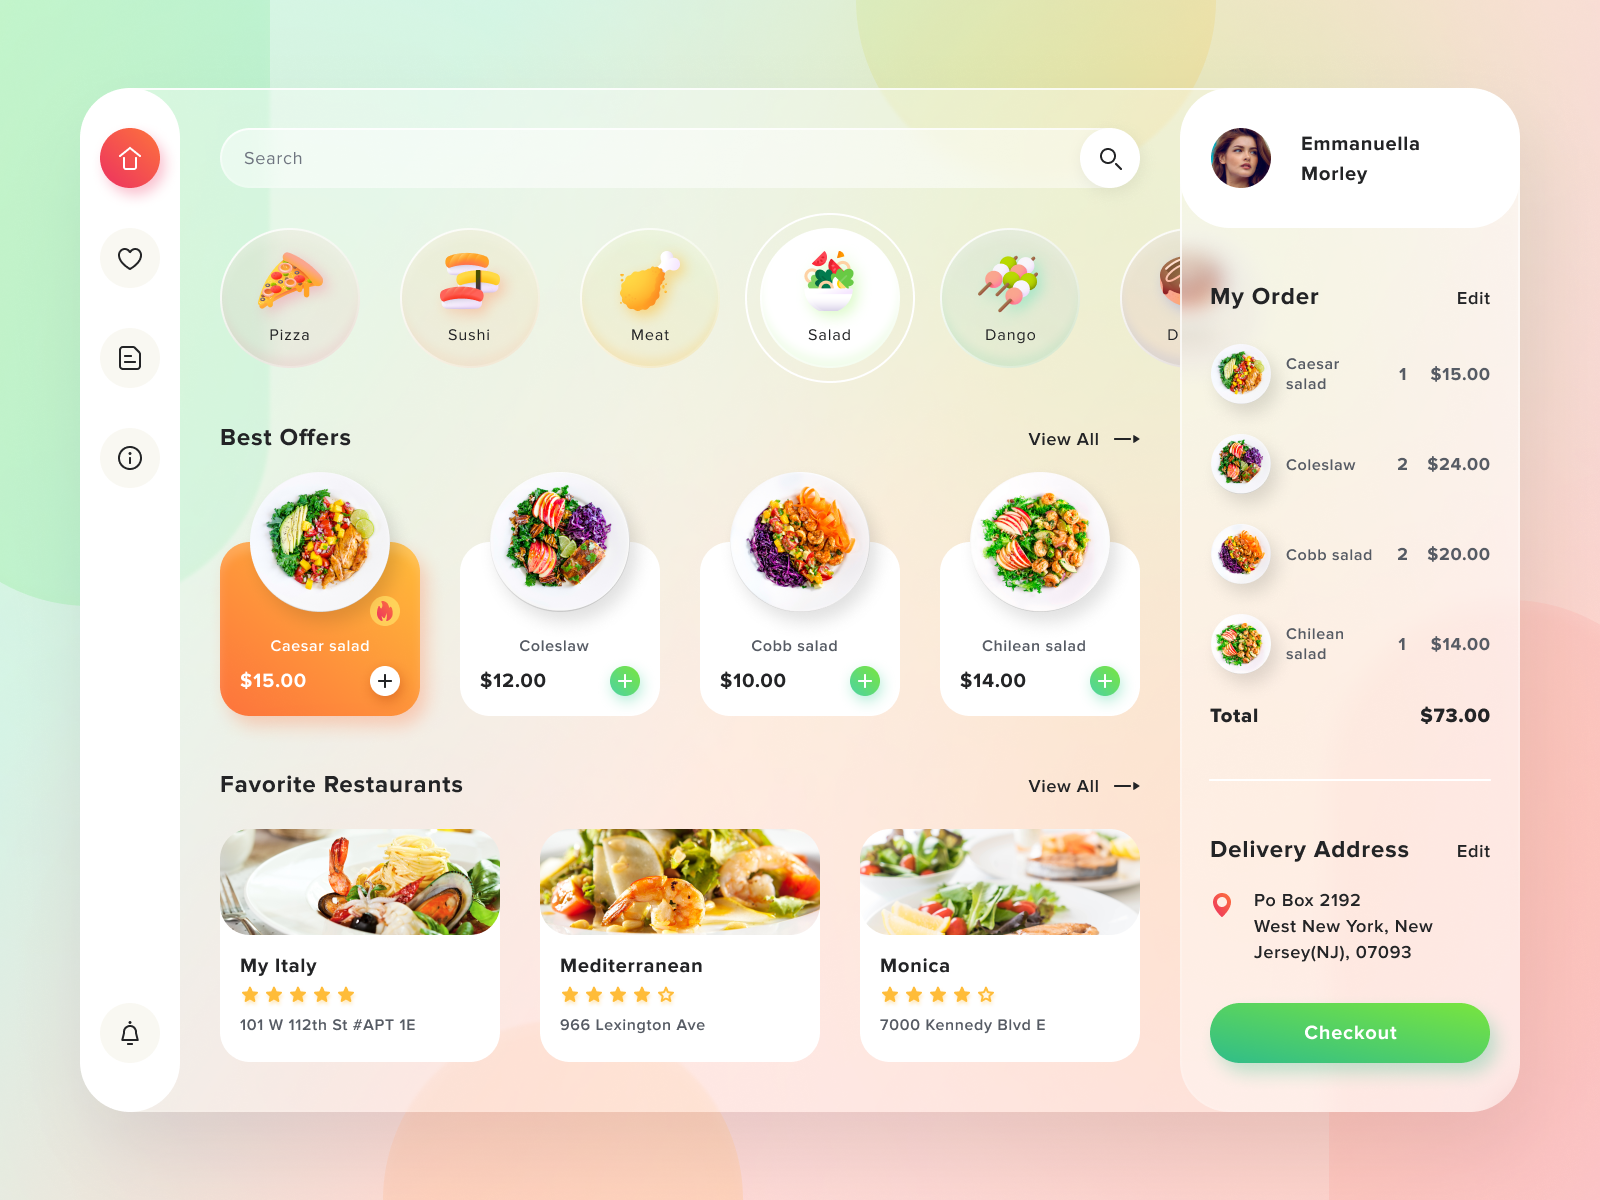 Search
Emmanuella
Morley
Pizza
Sushi
Meat
Salad
Dango
D
My Order
Edit
Caesar
salad
1
$15.00
Coleslaw
2
$24.00
Cobb salad
2
$20.00
Chilean
salad
1
$14.00
Total
$73.00
Best Offers
View All
Caesar salad
$15.00
Coleslaw
$12.00
Cobb salad
$10.00
Chilean salad
$14.00
Favorite Restaurants
View All
My Italy
101 W 112th St #APT 1E
Mediterranean
966 Lexington Ave
Monica
7000 Kennedy Blvd E
Delivery Address
Edit
Po Box 2192
West New York, New
Jersey(NJ), 07093
Checkout